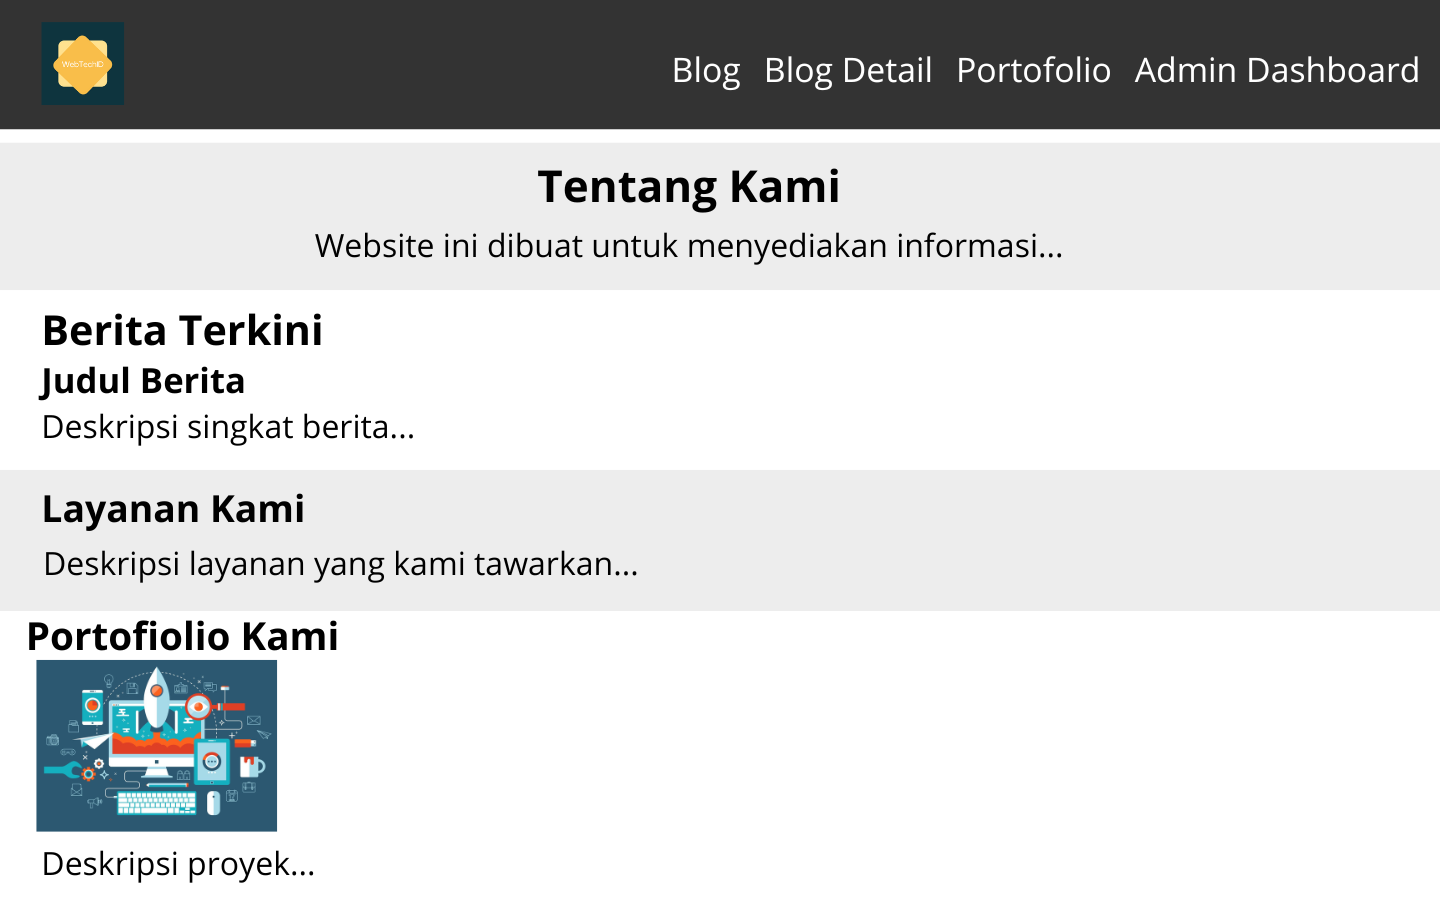 WebTechID
Blog Blog Detail Portofolio Admin Dashboard
Tentang Kami
Website ini dibuat untuk menyediakan informasi...
Berita Terkini
Judul Berita
Deskripsi singkat berita...
Layanan Kami
Deskripsi layanan yang kami tawarkan...
Portofiolio Kami
Deskripsi proyek...